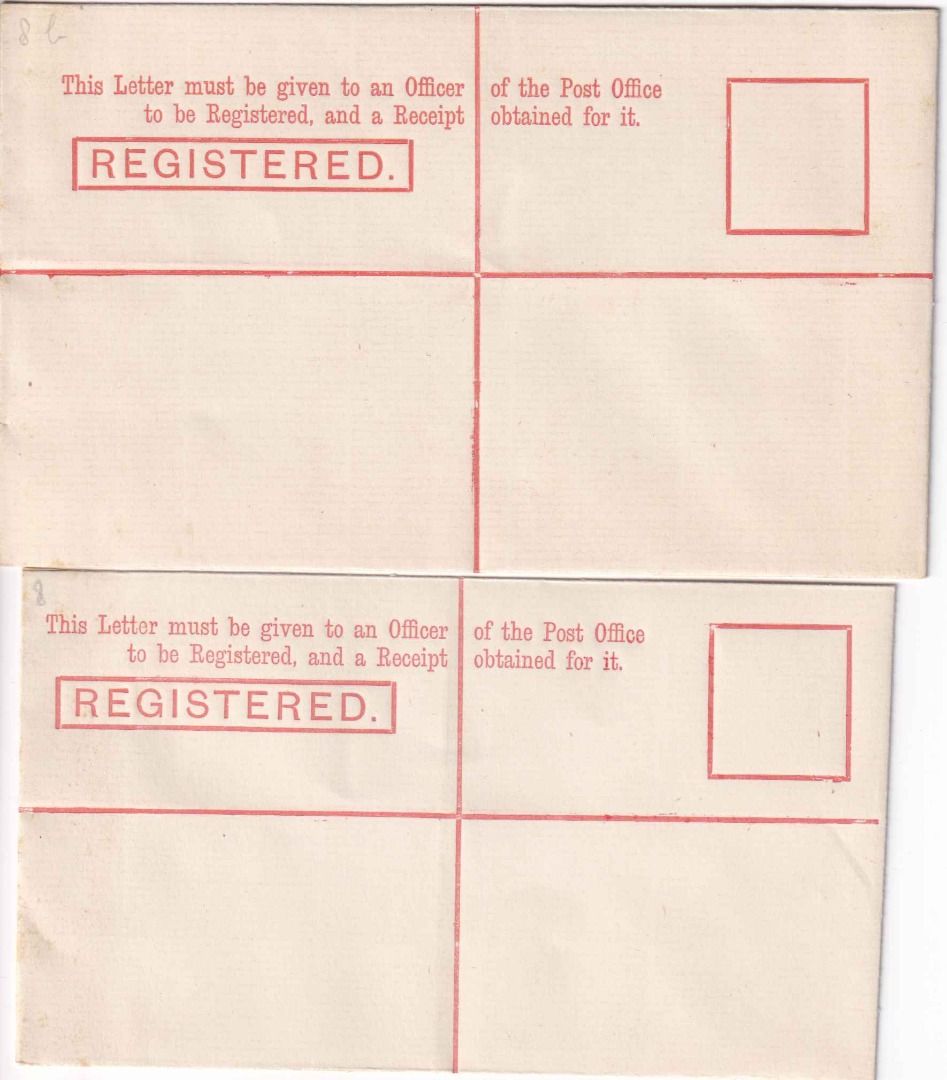 8 b
This Letter must be given to an Officer of the Post Office
to be Registered, and a Receipt obtained for it.
REGISTERED.
8
This Letter must be given to an Officer of the Post Office
to be Registered, and a Receipt obtained for it.
REGISTERED.